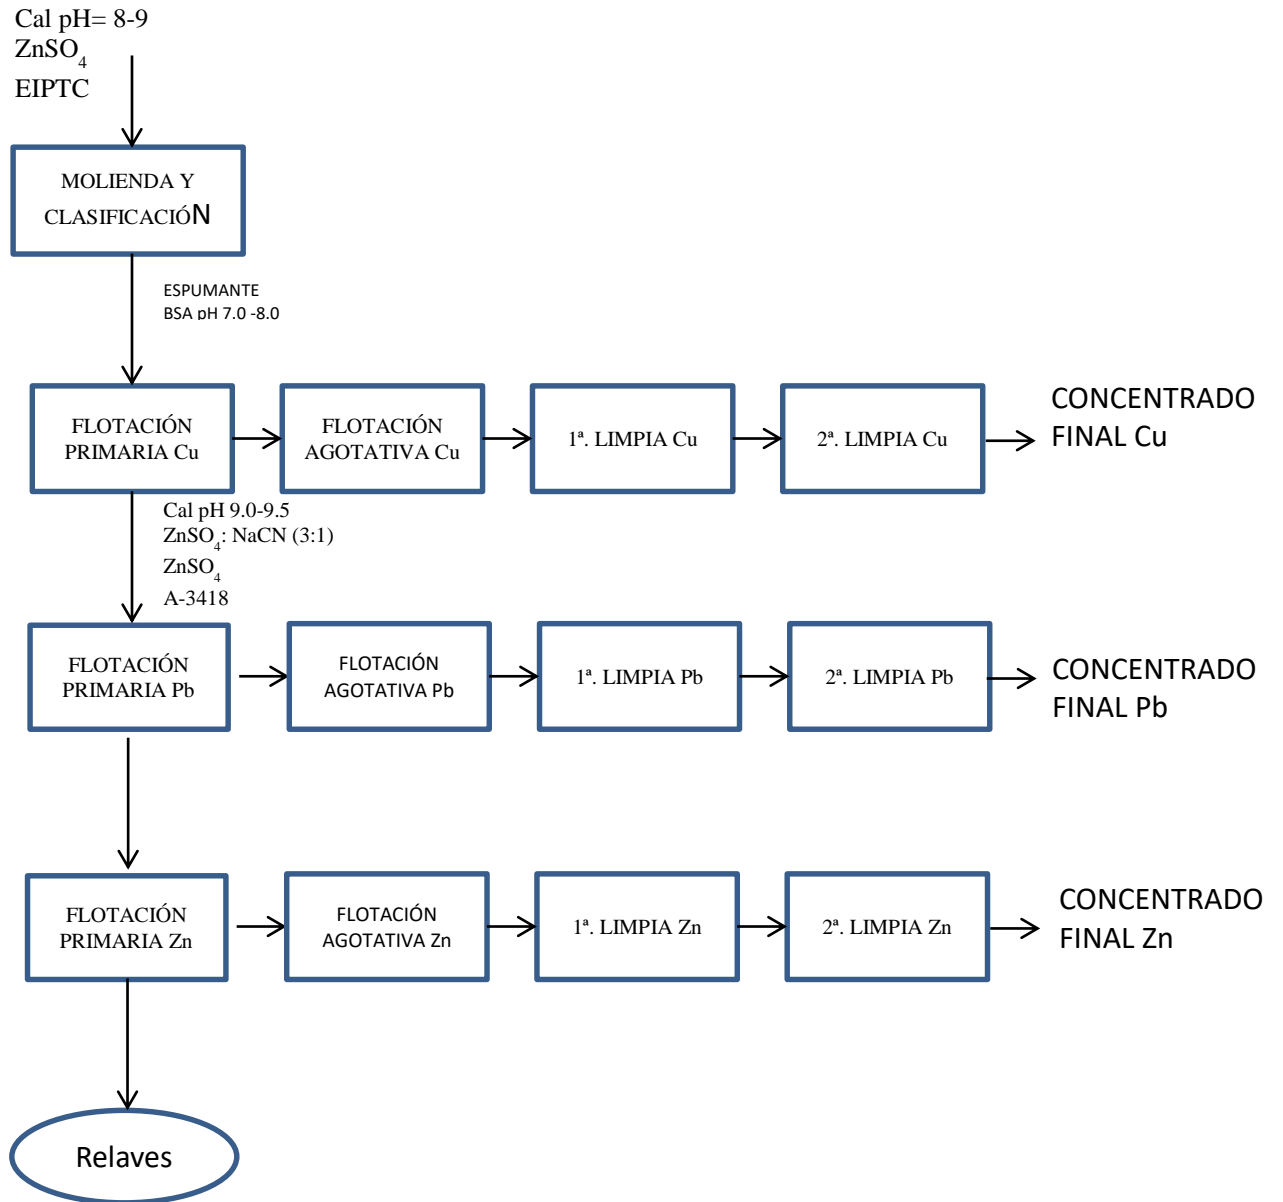 Cal pH= 8-9
ZnSO₄
EIPTC
MOLIENDA Y
CLASIFICACIÓN
ESPUMANTE
BSA pH 7.0 -8.0
FLOTACIÓN
PRIMARIA Cu
FLOTACIÓN
AGOTATIVA Cu
1ª. LIMPIA Cu
2ª. LIMPIA Cu
CONCENTRADO
FINAL Cu
Cal pH 9.0-9.5
ZnSO₄: NaCN (3:1)
ZnSO₄
A-3418
FLOTACIÓN
PRIMARIA Pb
FLOTACIÓN
AGOTATIVA Pb
1ª. LIMPIA Pb
2ª. LIMPIA Pb
CONCENTRADO
FINAL Pb
FLOTACIÓN
PRIMARIA Zn
FLOTACIÓN
AGOTATIVA Zn
1ª. LIMPIA Zn
2ª. LIMPIA Zn
CONCENTRADO
FINAL Zn
Relaves